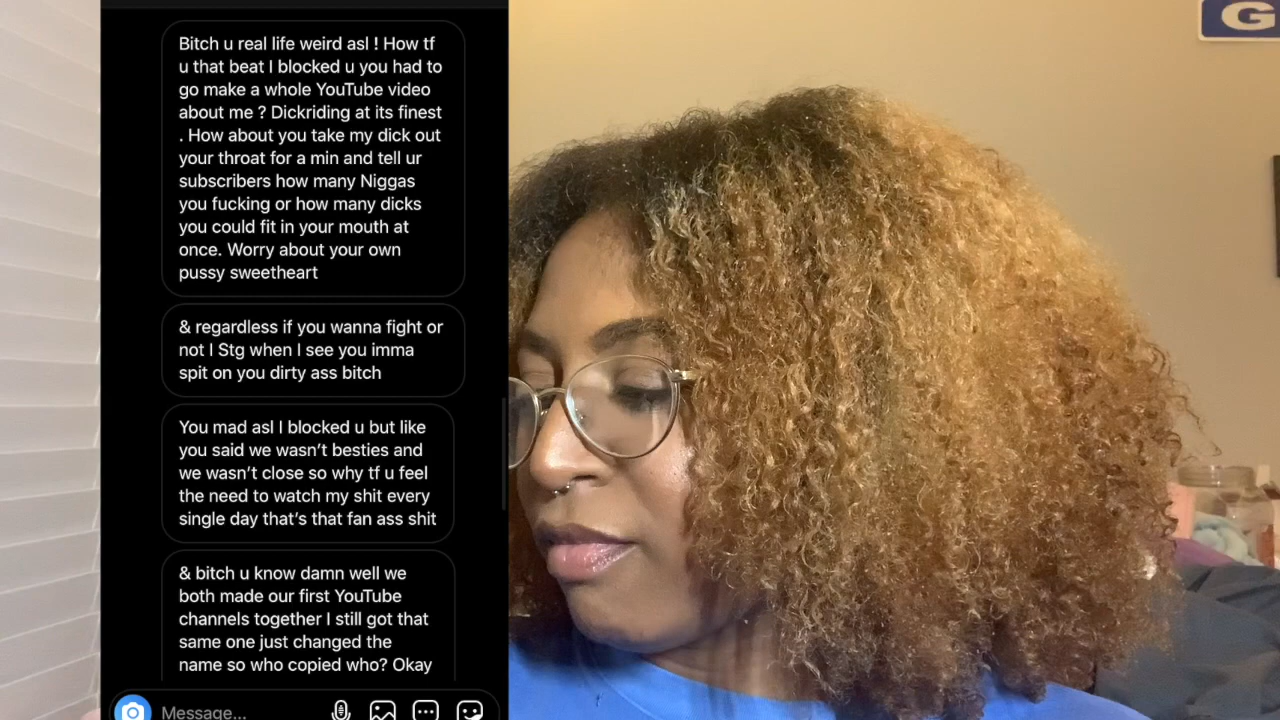 Bitch u real life weird asl ! How tf
u that beat I blocked u you had to
go make a whole YouTube video
about me ? Dickriding at its finest
. How about you take my dick out
your throat for a min and tell ur
subscribers how many Niggas
you fucking or how many dicks
you could fit in your mouth at
once. Worry about your own
pussy sweetheart
& regardless if you wanna fight or
not I Stg when I see you imma
spit on you dirty ass bitch
You mad asl I blocked u but like
you said we wasn’t besties and
we wasn’t close so why tf u feel
the need to watch my shit every
single day that’s that fan ass shit
& bitch u know damn well we
both made our first YouTube
channels together I still got that
same one just changed the
name so who copied who? Okay
Message...
G